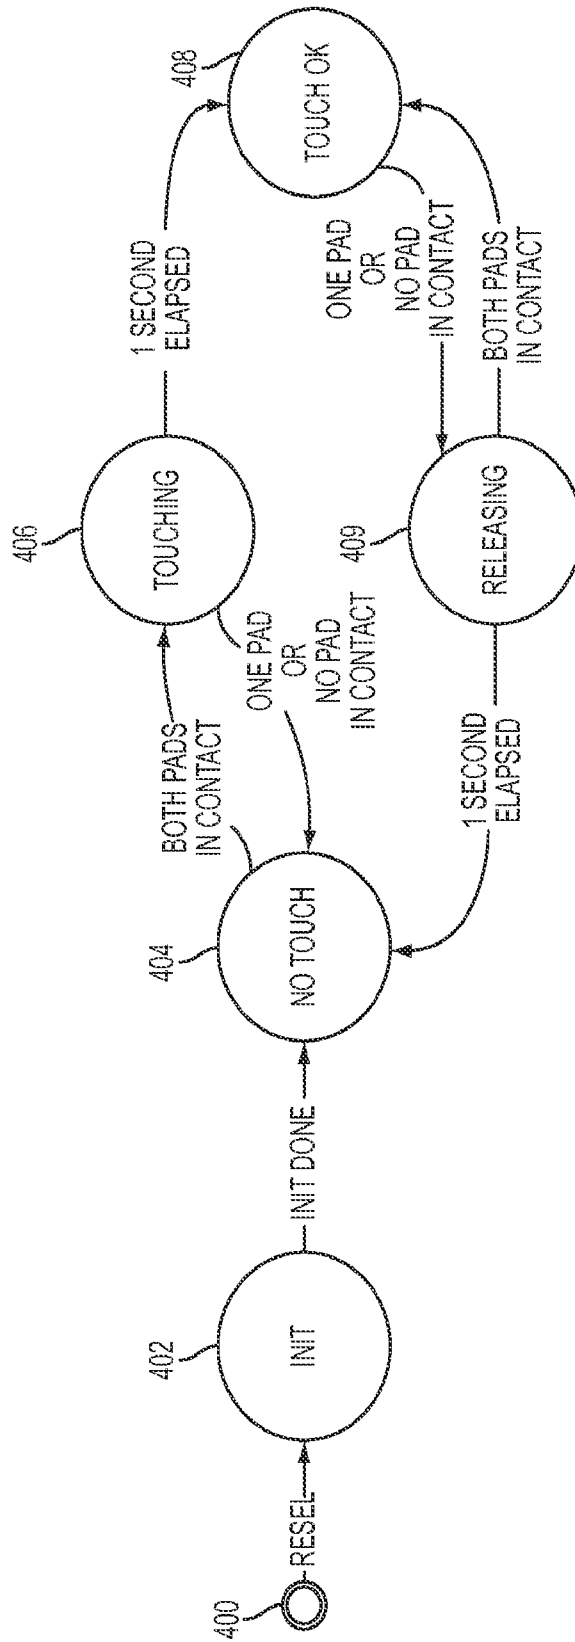 400
RESEL
402
INIT
INIT DONE
404
NO TOUCH
BOTH PADS
IN CONTACT
ONE PAD
OR
NO PAD
IN CONTACT
406
TOUCHING
1 SECOND
ELAPSED
408
TOUCH OK
ONE PAD
OR
NO PAD
IN CONTACT
409
RELEASING
BOTH PADS
IN CONTACT
1 SECOND
ELAPSED